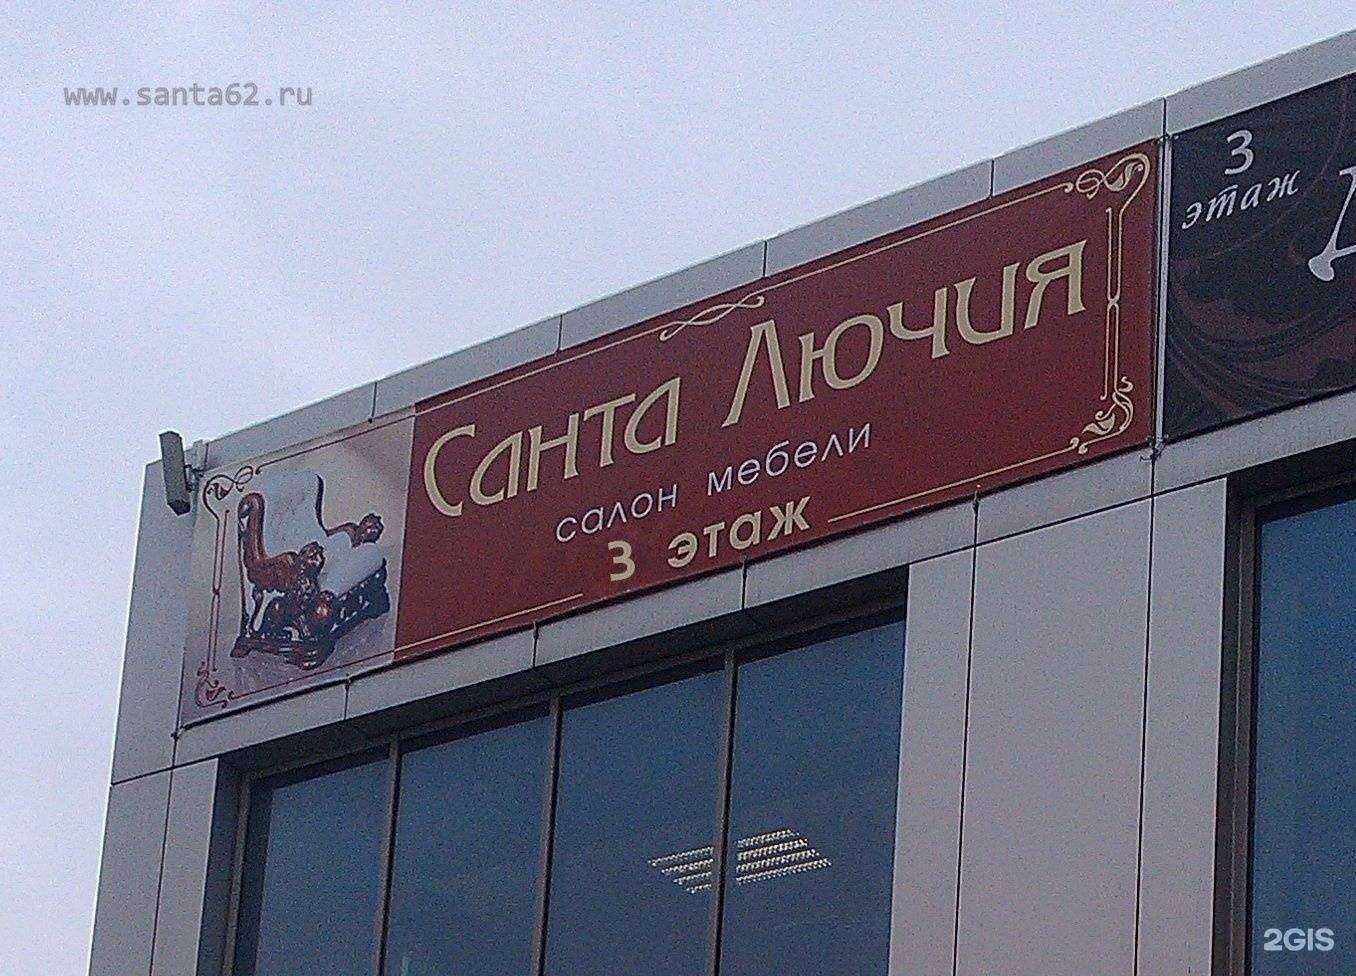 www.santa62.ru
Санта Лючия
салон мебели
3 этаж
3
этаж
2GIS